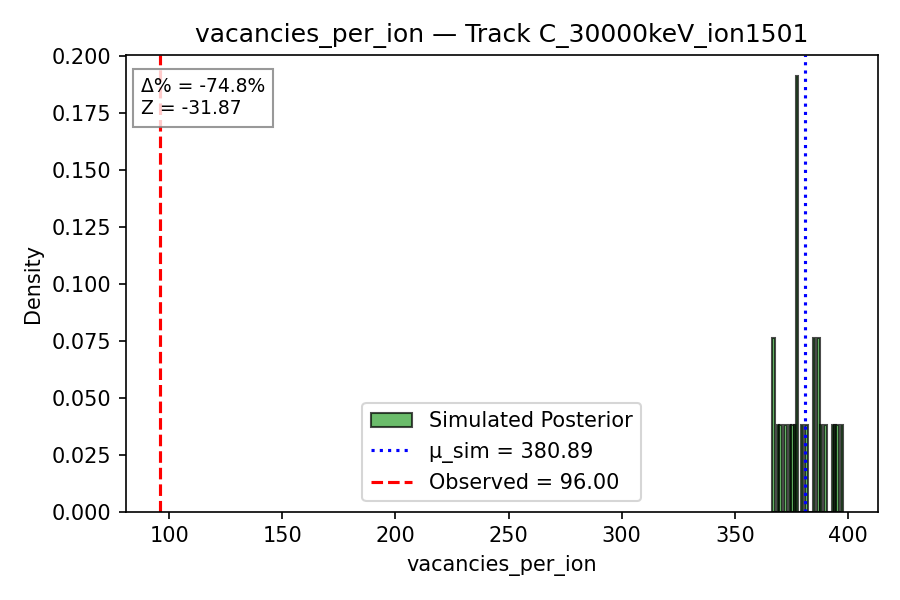 vacancies_per_ion — Track C_30000keV_ion1501
Δ% = -74.8%
Z = -31.87
0.200
0.175
0.150
0.125
0.100
0.075
0.050
0.025
0.000
Density
Simulated Posterior
μ_sim = 380.89
Observed = 96.00
100 150 200 250 300 350 400
vacancies_per_ion